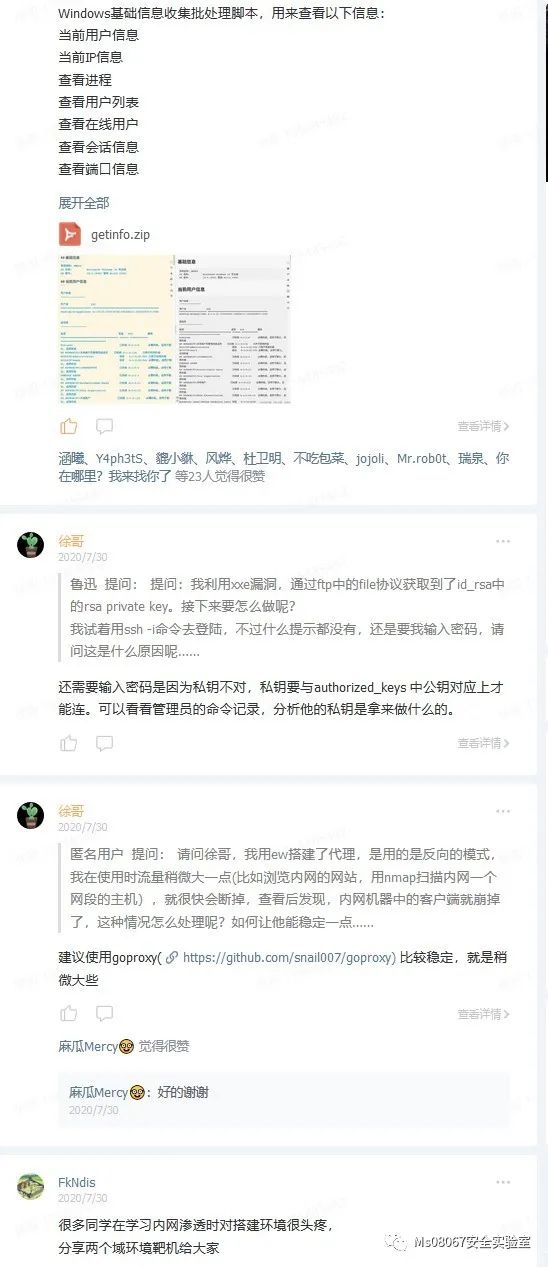 Windows基础信息收集批处理脚本，用来查看以下信息：
当前用户信息
当前IP信息
查看进程
查看用户列表
查看在线用户
查看会话信息
查看端口信息
展开全部
getinfo.zip
基础信息
当前用户信息
查看详情
涵曦、Y4ph3tS、貔小貅、风烨、杜卫明、不吃包菜、jojoli、Mr.rob0t、瑞泉、你
在哪里？我来找你了 等23人觉得很赞
徐哥
2020/7/30
鲁迅 提问： 提问：我利用xxe漏洞，通过ftp中的file协议获取到了id_rsa中
的rsa private key。接下来要怎么做呢？
我试着用ssh -i命令去登陆，不过什么提示都没有，还是要我输入密码，请
问这是什么原因呢......
还需要输入密码是因为私钥不对，私钥要与authorized_keys 中公钥对应上才
能连。可以看看管理员的命令记录，分析他的私钥是拿来做什么的。
查看详情
徐哥
2020/7/30
匿名用户 提问： 请问徐哥，我用ew搭建了代理，是用的是反向的模式，
我在使用时流量稍微大一点(比如浏览内网的网站，用nmap扫描内网一个
网段的主机），就很快会断掉，查看后发现，内网机器中的客户端就崩掉
了，这种情况怎么处理呢？如何让他能稳定一点......
建议使用goproxy( https://github.com/snail007/goproxy) 比较稳定，就是稍
微大些
查看详情
麻瓜Mercy🤓 觉得很赞
麻瓜Mercy🤓：好的谢谢
2020/7/30
FkNdis
2020/7/30
很多同学在学习内网渗透时对搭建环境很头疼，
分享两个域环境靶机给大家
Ms08067安全实验室